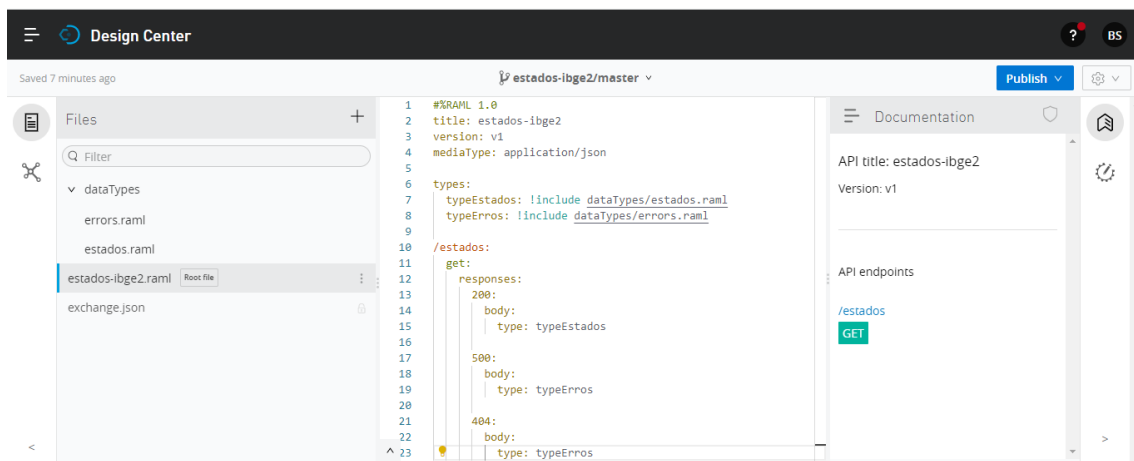 Design Center
?
BS
Saved 7 minutes ago
estados-ibge2/master
Publish
Files
Filter
dataTypes
errors.raml
estados.raml
estados-ibge2.raml Root file
exchange.json
1 #%RAML 1.0
2 title: estados-ibge2
3 version: v1
4 mediaType: application/json
5
6 types:
7 typeEstados: !include dataTypes/estados.raml
8 typeErros: !include dataTypes/errors.raml
9
10 /estados:
11 get:
12 responses:
13 200:
14 body:
15 type: typeEstados
16
17 500:
18 body:
19 type: typeErros
20
21 404:
22 body:
23 type: typeErros
Documentation
API title: estados-ibge2
Version: v1
API endpoints
/estados
GET